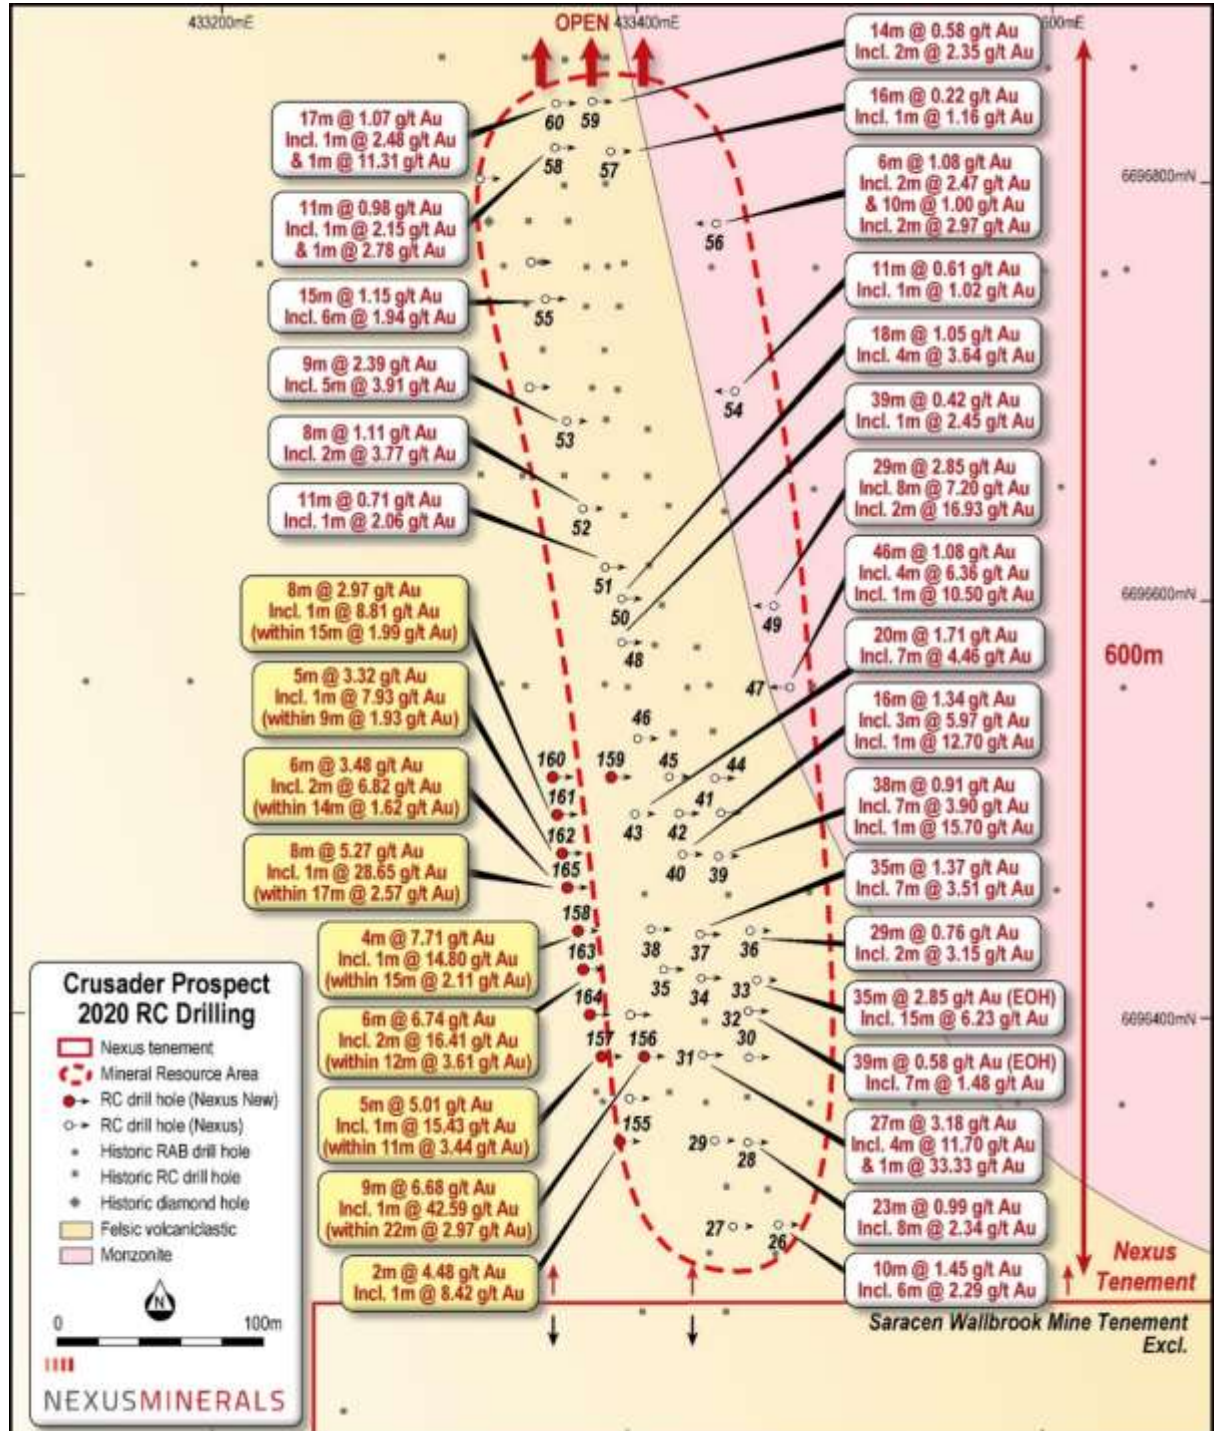 433200mE
OPEN
433400mE
600mE
14m @ 0.58 g/t Au
Incl. 2m @ 2.35 g/t Au
16m @ 0.22 g/t Au
Incl. 1m @ 1.16 g/t Au
6m @ 1.08 g/t Au
Incl. 2m @ 2.47 g/t Au
& 10m @ 1.00 g/t Au
Incl. 2m @ 2.97 g/t Au
11m @ 0.61 g/t Au
Incl. 1m @ 1.02 g/t Au
18m @ 1.05 g/t Au
Incl. 4m @ 3.64 g/t Au
39m @ 0.42 g/t Au
Incl. 1m @ 2.45 g/t Au
29m @ 2.85 g/t Au
Incl. 8m @ 7.20 g/t Au
Incl. 2m @ 16.93 g/t Au
46m @ 1.08 g/t Au
Incl. 4m @ 6.36 g/t Au
Incl. 1m @ 10.50 g/t Au
20m @ 1.71 g/t Au
Incl. 7m @ 4.46 g/t Au
16m @ 1.34 g/t Au
Incl. 3m @ 5.97 g/t Au
Incl. 1m @ 12.70 g/t Au
38m @ 0.91 g/t Au
Incl. 7m @ 3.90 g/t Au
Incl. 1m @ 15.70 g/t Au
35m @ 1.37 g/t Au
Incl. 7m @ 3.51 g/t Au
29m @ 0.76 g/t Au
Incl. 2m @ 3.15 g/t Au
35m @ 2.85 g/t Au (EOH)
Incl. 15m @ 6.23 g/t Au
39m @ 0.58 g/t Au (EOH)
Incl. 7m @ 1.48 g/t Au
27m @ 3.18 g/t Au
Incl. 4m @ 11.70 g/t Au
& 1m @ 33.33 g/t Au
23m @ 0.99 g/t Au
Incl. 8m @ 2.34 g/t Au
10m @ 1.45 g/t Au
Incl. 6m @ 2.29 g/t Au
17m @ 1.07 g/t Au
Incl. 1m @ 2.48 g/t Au
& 1m @ 11.31 g/t Au
11m @ 0.98 g/t Au
Incl. 1m @ 2.15 g/t Au
& 1m @ 2.78 g/t Au
15m @ 1.15 g/t Au
Incl. 6m @ 1.94 g/t Au
9m @ 2.39 g/t Au
Incl. 5m @ 3.91 g/t Au
8m @ 1.11 g/t Au
Incl. 2m @ 3.77 g/t Au
11m @ 0.71 g/t Au
Incl. 1m @ 2.06 g/t Au
8m @ 2.97 g/t Au
Incl. 1m @ 8.81 g/t Au
(within 15m @ 1.99 g/t Au)
5m @ 3.32 g/t Au
Incl. 1m @ 7.93 g/t Au
(within 9m @ 1.93 g/t Au)
6m @ 3.48 g/t Au
Incl. 2m @ 6.82 g/t Au
(within 14m @ 1.62 g/t Au)
8m @ 5.27 g/t Au
Incl. 1m @ 28.65 g/t Au
(within 17m @ 2.57 g/t Au)
4m @ 7.71 g/t Au
Incl. 1m @ 14.80 g/t Au
(within 15m @ 2.11 g/t Au)
6m @ 6.74 g/t Au
Incl. 2m @ 16.41 g/t Au
(within 12m @ 3.61 g/t Au)
5m @ 5.01 g/t Au
Incl. 1m @ 15.43 g/t Au
(within 11m @ 3.44 g/t Au)
9m @ 6.68 g/t Au
Incl. 1m @ 42.59 g/t Au
(within 22m @ 2.97 g/t Au)
2m @ 4.48 g/t Au
Incl. 1m @ 8.42 g/t Au
60 59
58 57
56
55
54
53
52
51
50
49
48
47
46
160 159 45 44
161 41
43 42
162
40 39
165
158
38 37 36
163
35 34 33
164
32
157 156 31 30
155 29 28
27 26
6696800mN
6696600mN
6696400mN
600m
Nexus
Tenement
Saracen Wallbrook Mine Tenement
Excl.
Crusader Prospect
2020 RC Drilling
Nexus tenement
Mineral Resource Area
RC drill hole (Nexus New)
RC drill hole (Nexus)
Historic RAB drill hole
Historic RC drill hole
Historic diamond hole
Felsic volcaniclastic
Monzonite
N
0 100m
NEXUSMINERALS